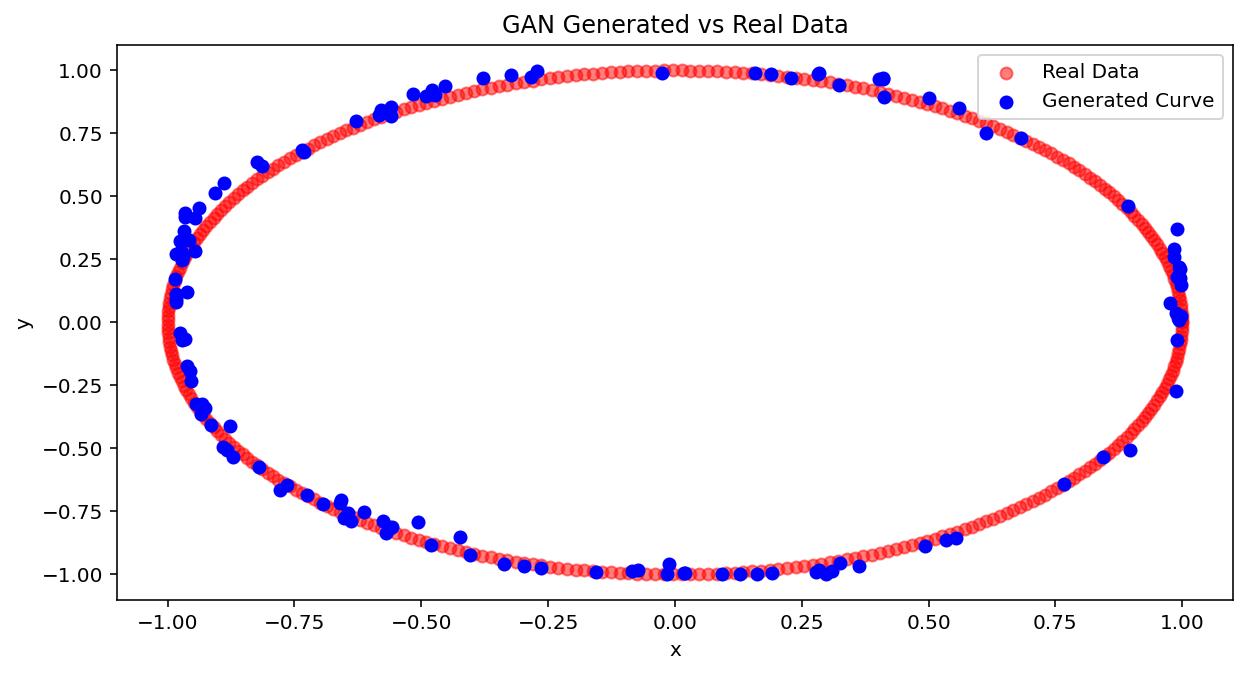 GAN Generated vs Real Data
Real Data
Generated Curve
1.00
0.75
0.50
0.25
0.00
−0.25
−0.50
−0.75
−1.00
y
−1.00 −0.75 −0.50 −0.25 0.00 0.25 0.50 0.75 1.00
x